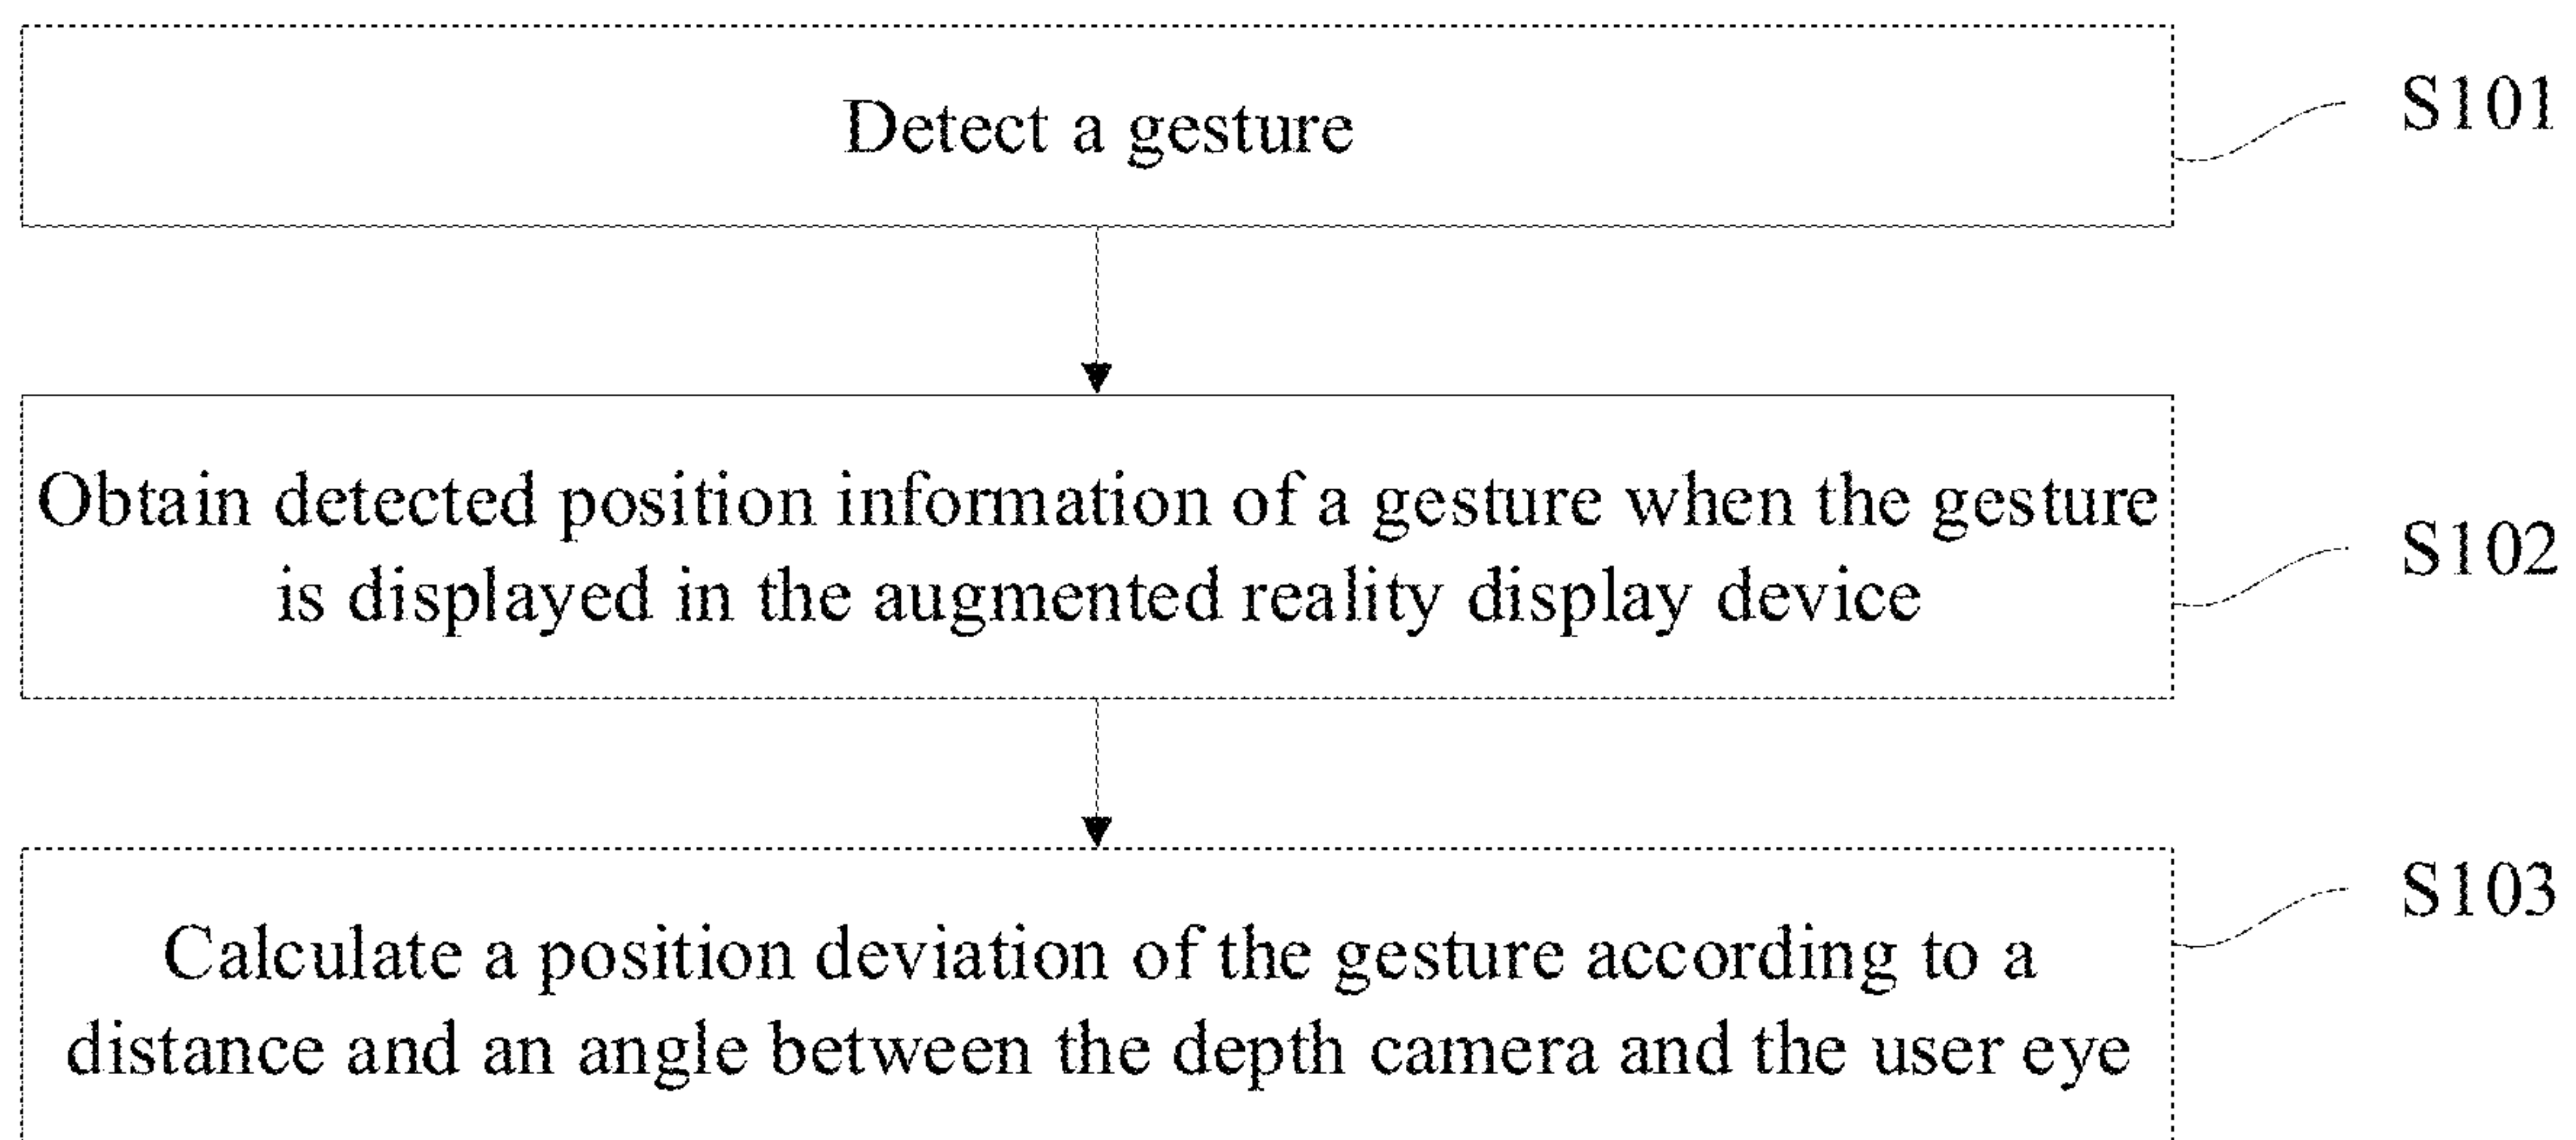 Detect a gesture
S101
Obtain detected position information of a gesture when the gesture
is displayed in the augmented reality display device
S102
Calculate a position deviation of the gesture according to a
distance and an angle between the depth camera and the user eye
S103